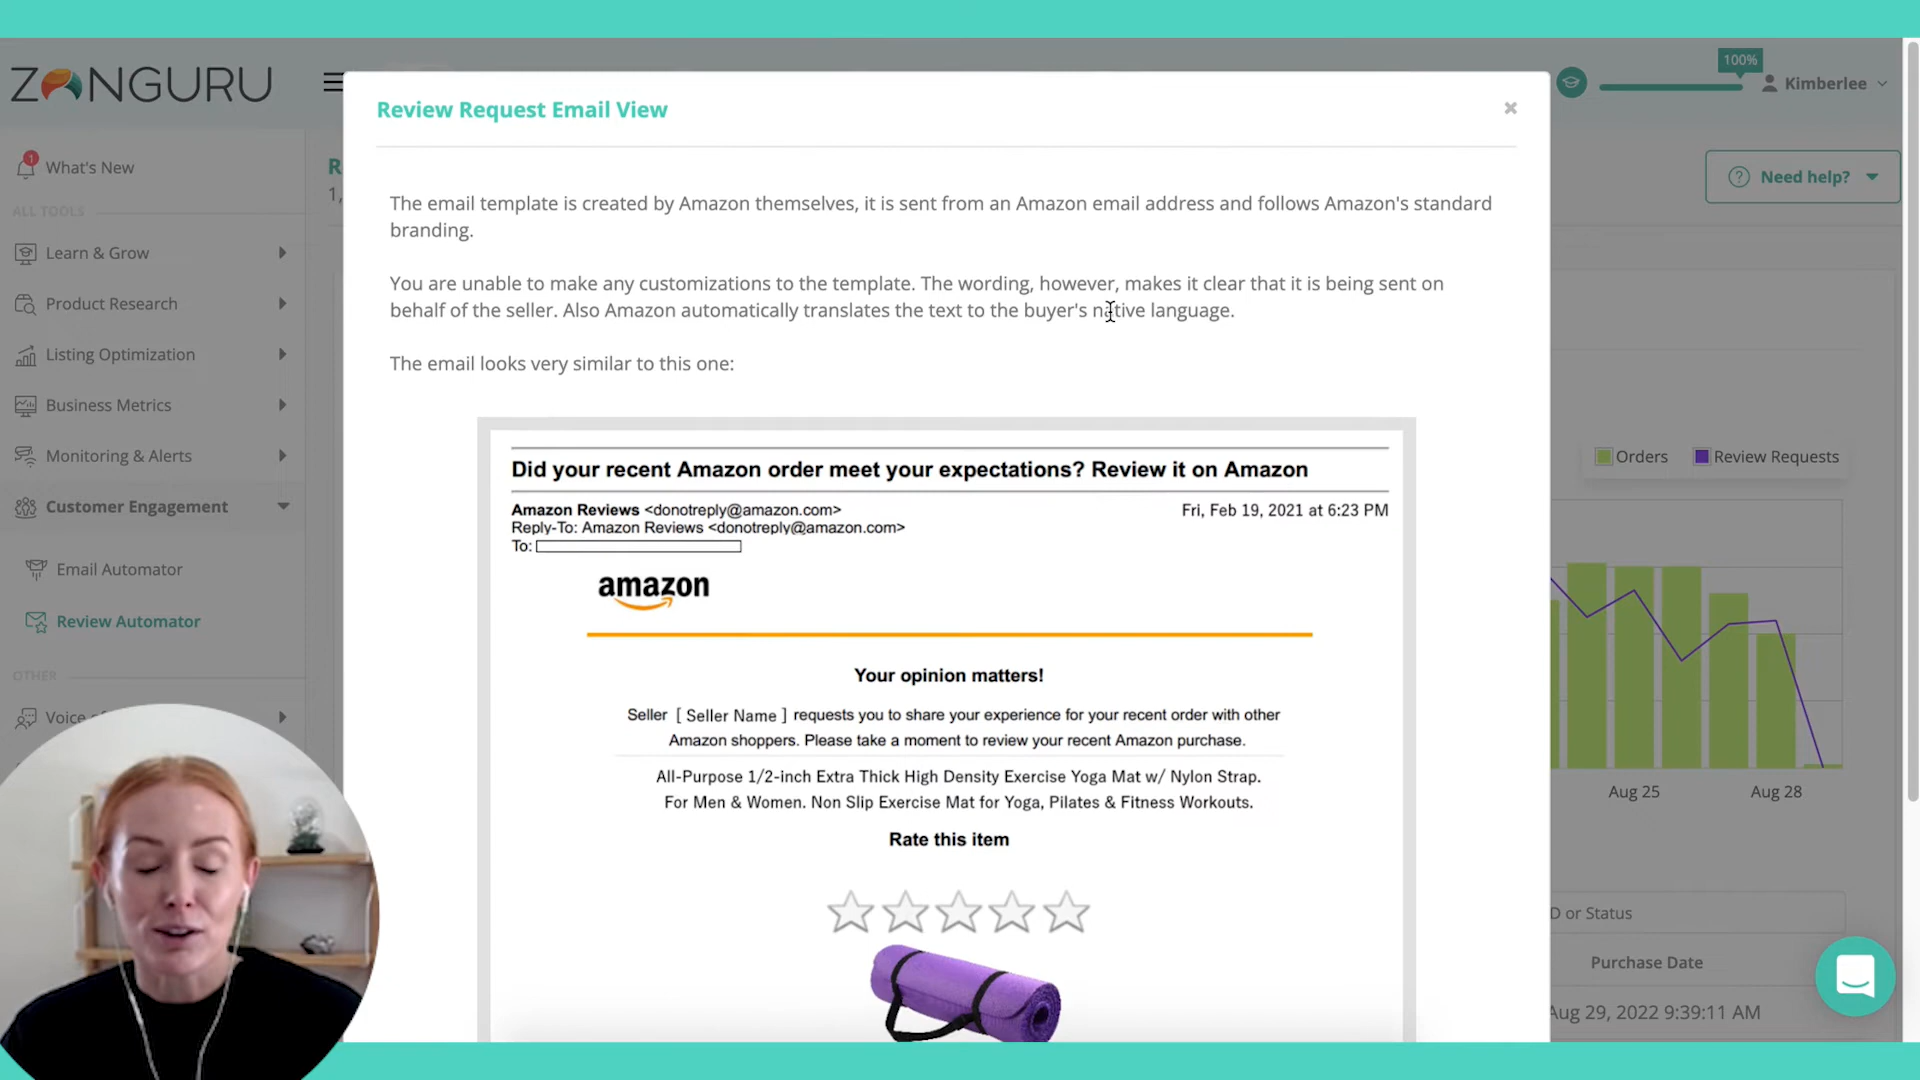 ZONGURU
100%
Kimberlee
What's New
1
ALL TOOLS
Learn & Grow
Product Research
Listing Optimization
Business Metrics
Monitoring & Alerts
Customer Engagement
Email Automator
Review Automator
OTHER
Voice
R
1,
Need help?
Review Request Email View
The email template is created by Amazon themselves, it is sent from an Amazon email address and follows Amazon's standard
branding.
You are unable to make any customizations to the template. The wording, however, makes it clear that it is being sent on
behalf of the seller. Also Amazon automatically translates the text to the buyer's native language.
The email looks very similar to this one:
Did your recent Amazon order meet your expectations? Review it on Amazon
Amazon Reviews <donotreply@amazon.com>
Fri, Feb 19, 2021 at 6:23 PM
Reply-To: Amazon Reviews <donotreply@amazon.com>
To:
amazon
Your opinion matters!
Seller [ Seller Name ] requests you to share your experience for your recent order with other
Amazon shoppers. Please take a moment to review your recent Amazon purchase.
All-Purpose 1/2-inch Extra Thick High Density Exercise Yoga Mat w/ Nylon Strap.
For Men & Women. Non Slip Exercise Mat for Yoga, Pilates & Fitness Workouts.
Rate this item
Orders
Review Requests
Aug 25
Aug 28
D or Status
Purchase Date
Aug 29, 2022 9:39:11 AM